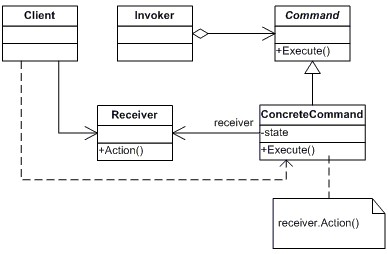 Client
Invoker
Command
+Execute()
Receiver
+Action()
receiver
ConcreteCommand
-state
+Execute()
receiver.Action()